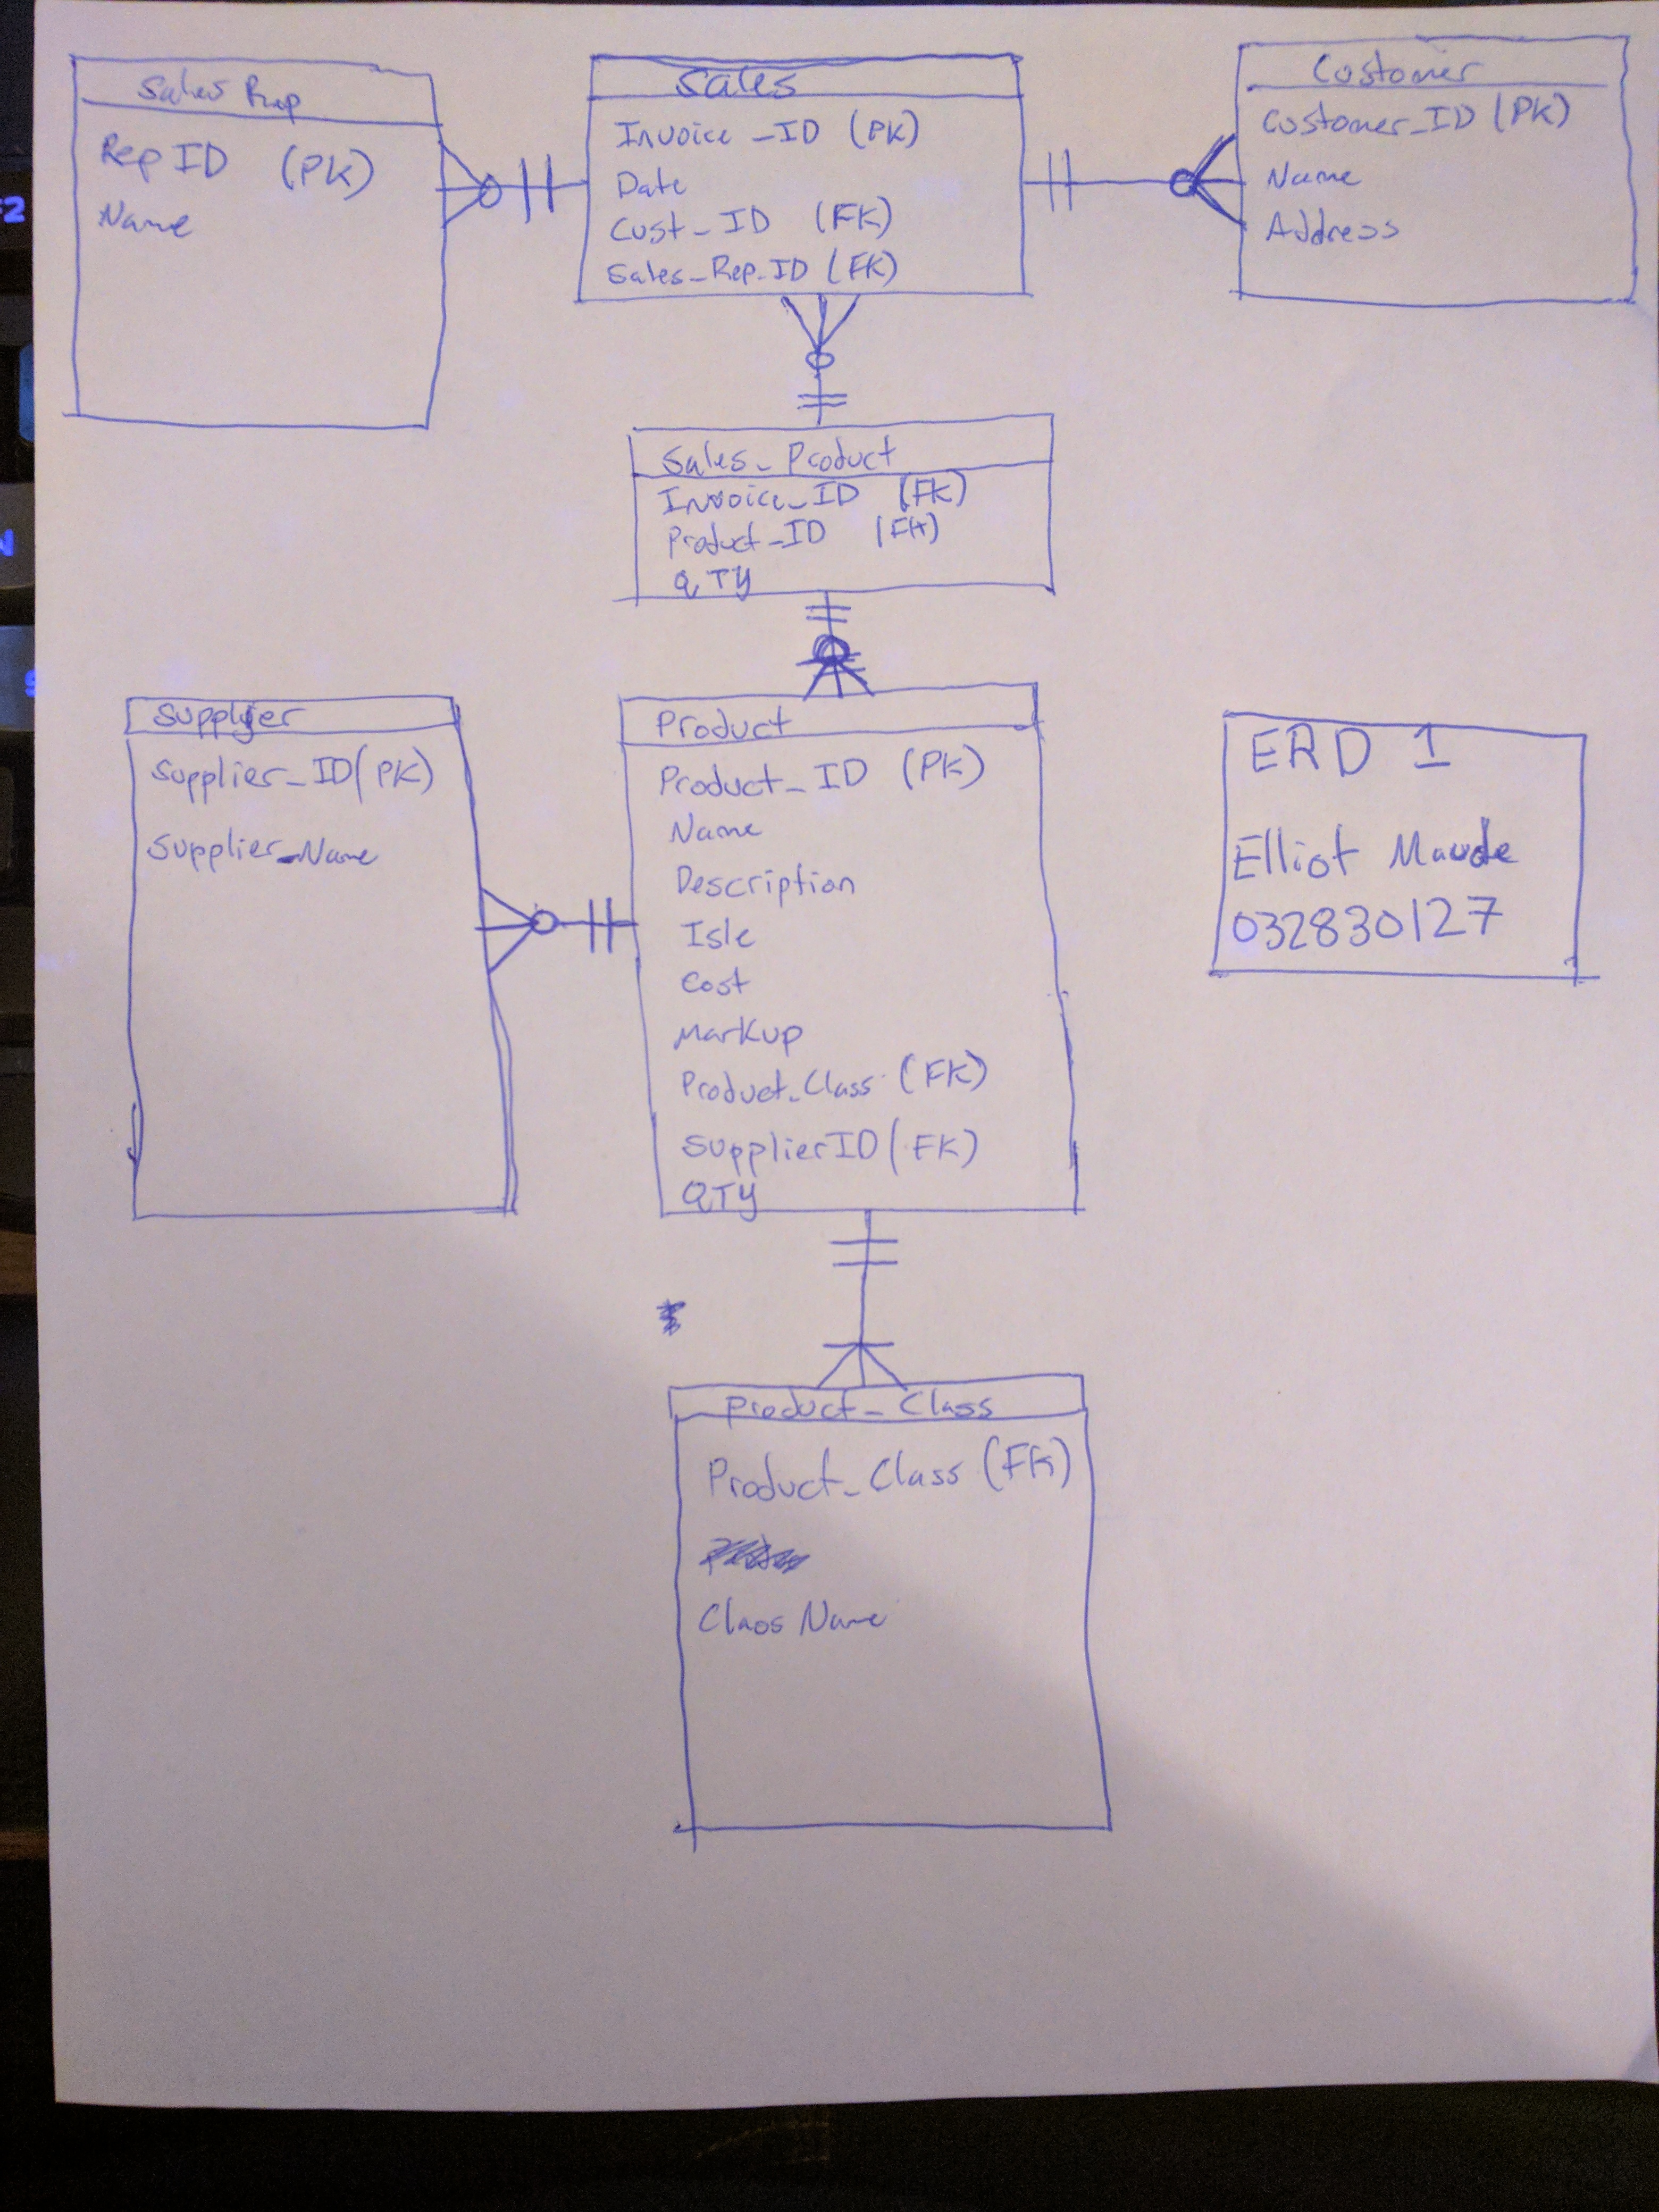 Sales Rep
Rep ID (PK)
Name
Sales
Invoice_ID (PK)
Date
Cust_ID (FK)
Sales_Rep_ID (FK)
Customer
Customer_ID (PK)
Name
Address
Sales_Product
Invoice_ID (FK)
Product_ID (FK)
QTY
Supplyer
Supplier_ID (PK)
Supplier_Name
Product
Product_ID (PK)
Name
Description
Isle
Cost
Markup
Product_Class (FK)
SupplierID (FK)
QTY
ERD 1
Elliot Maude
032830127
Product_Class
Product_Class (FK)
Class Name